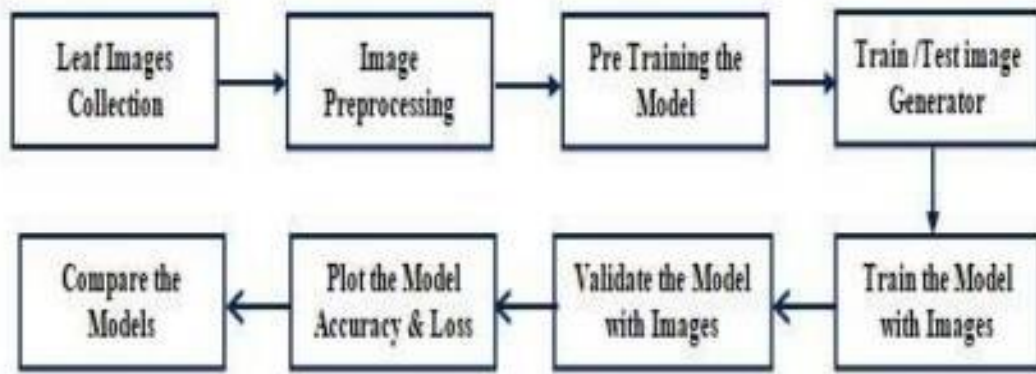 Leaf Images
Collection
Image
Preprocessing
Pre Training the
Model
Train /Test image
Generator
Train the Model
with Images
Validate the Model
with Images
Plot the Model
Accuracy & Loss
Compare the
Models